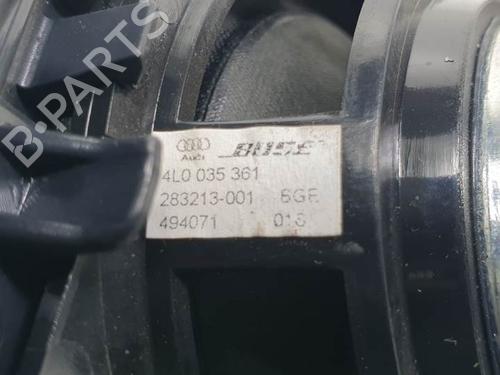 B-PARTS
Audi BOSE
4L0 035 361
283213-001 6GF
494071 016